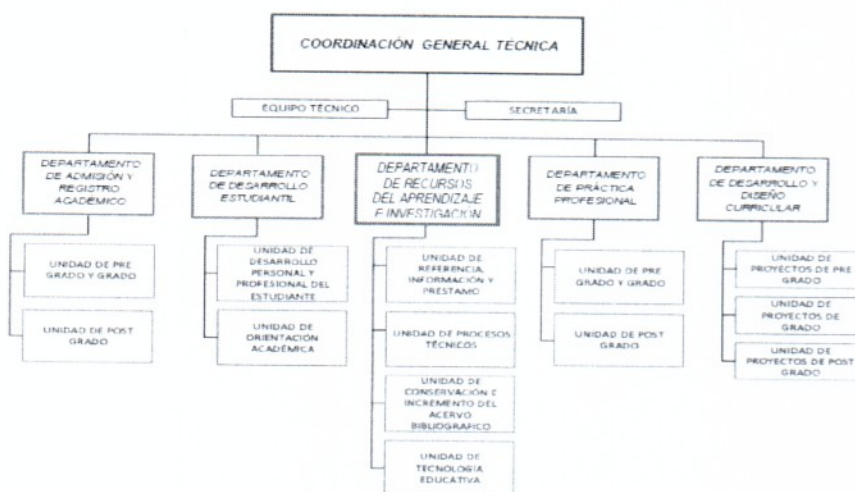 COORDINACIÓN GENERAL TÉCNICA
EQUIPO TÉCNICO
SECRETARÍA
DEPARTAMENTO
DE ADMISIÓN Y
REGISTRO
ACADÉMICO
DEPARTAMENTO
DE DESARROLLO
ESTUDIANTIL
DEPARTAMENTO
DE RECURSOS
DEL APRENDIZAJE
E INVESTIGACIÓN
DEPARTAMENTO
DE PRÁCTICA
PROFESIONAL
DEPARTAMENTO
DE DESARROLLO Y
DISEÑO
CURRICULAR
UNIDAD DE PRE
GRADO Y GRADO
UNIDAD DE POST
GRADO
UNIDAD DE
DESARROLLO
PERSONAL Y
PROFESIONAL DEL
ESTUDIANTE
UNIDAD DE
ORIENTACIÓN
ACADÉMICA
UNIDAD DE
REFERENCIA,
INFORMACIÓN Y
PRÉSTAMO
UNIDAD DE PROCESOS
TÉCNICOS
UNIDAD DE
CONSERVACIÓN E
INCREMENTO DEL
ACERVO
BIBLIOGRÁFICO
UNIDAD DE
TECNOLOGÍA
EDUCATIVA
UNIDAD DE PRE
GRADO Y GRADO
UNIDAD DE POST
GRADO
UNIDAD DE
PROYECTOS DE PRE
GRADO
UNIDAD DE
PROYECTOS DE
GRADO
UNIDAD DE
PROYECTOS DE POST
GRADO